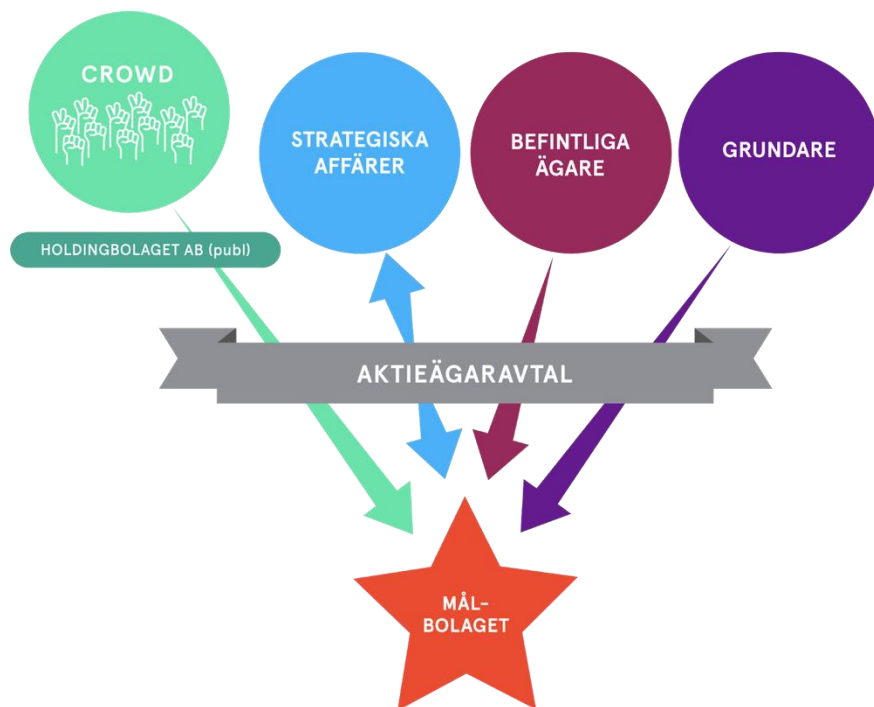 CROWD
STRATEGISKA
AFFÄRER
BEFINTLIGA
ÄGARE
GRUNDARE
HOLDINGBOLAGET AB (publ)
AKTIEÄGARAVTAL
MÅL-
BOLAGET